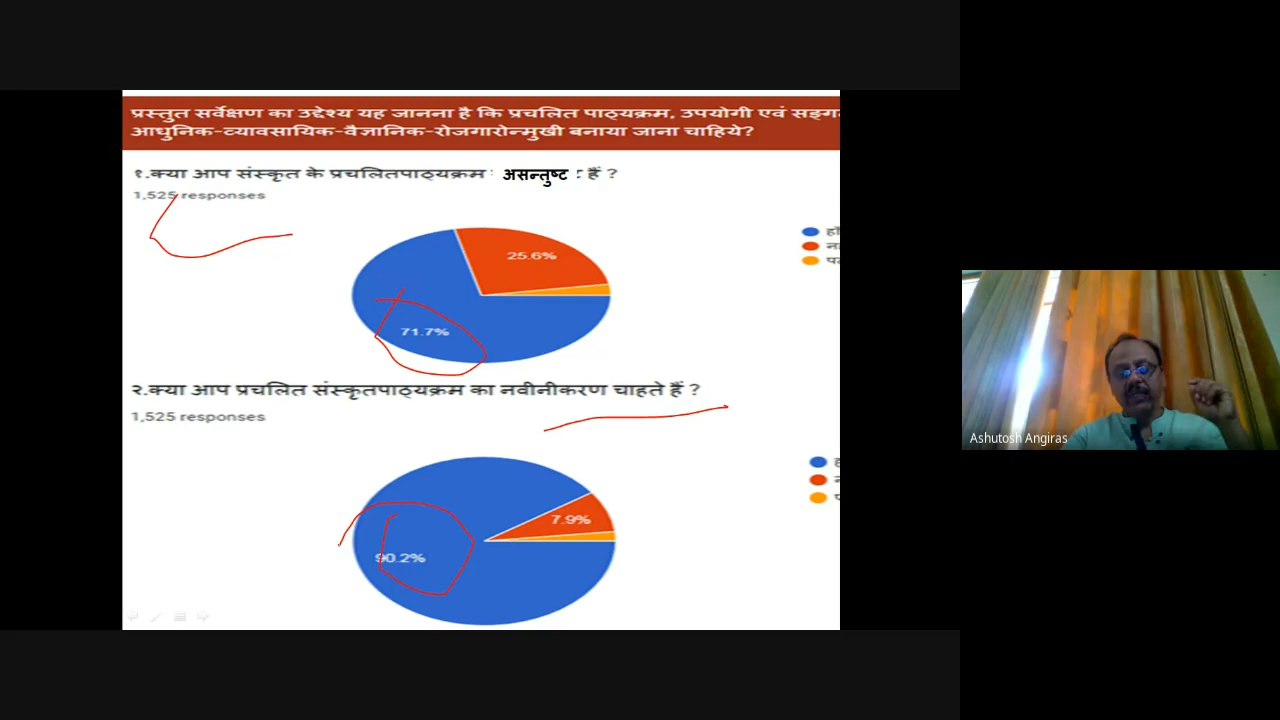 प्रस्तुत सर्वेक्षण का उद्देश्य यह जानना है कि प्रचलित पाठ्यक्रम, उपयोगी एवं
आधुनिक-व्यावसायिक-वैज्ञानिक-रोजगारोन्मुखी बनाया जाना चाहिये?
१.क्या आप संस्कृत के प्रचलितपाठ्यक्रम असन्तुष्ट हैं ?
1,525 responses
25.6%
71.7%
२.क्या आप प्रचलित संस्कृतपाठ्यक्रम का नवीनीकरण चाहते हैं ?
1,525 responses
7.9%
90.2%
Ashutosh Angiras